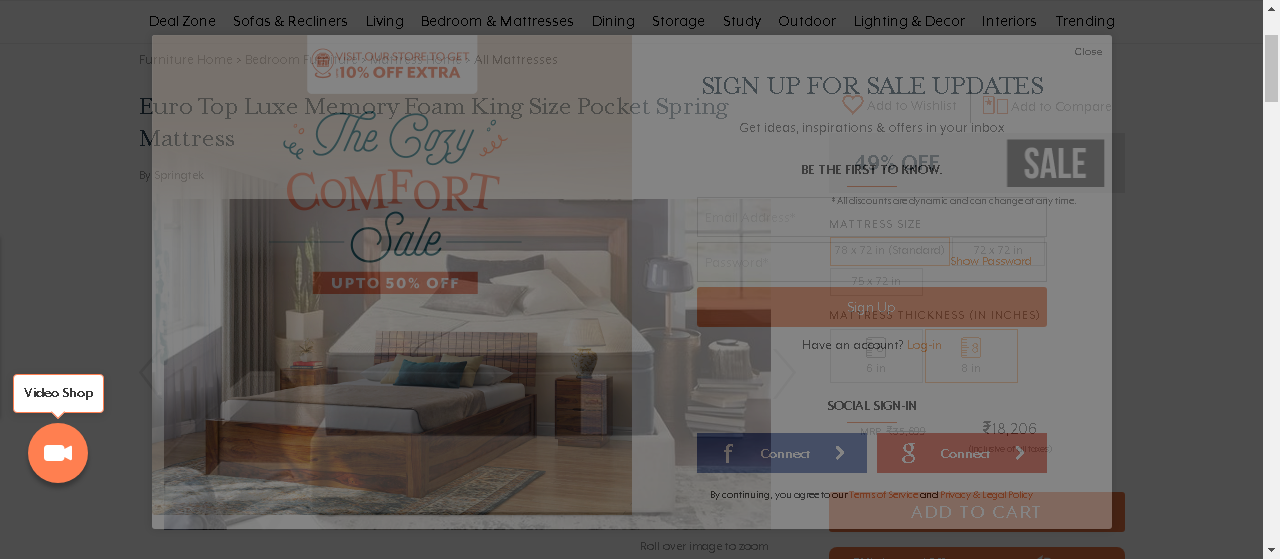 Deal Zone Sofas & Recliners Living Bedroom & Mattresses Dining Storage Study Outdoor Lighting & Decor Interiors Trending
Furniture Home > Bedroom Furniture > Mattress Home > All Mattresses
VISIT OUR STORE TO GET
10% OFF EXTRA
Close
Euro Top Luxe Memory Foam King Size Pocket Spring
Mattress
By Springtek
The Cozy
COMFORT
Sale
UPTO 50% OFF
SIGN UP FOR SALE UPDATES
Add to Wishlist
Add to Compare
Get ideas, inspirations & offers in your inbox
49% OFF
SALE
BE THE FIRST TO KNOW.
* All discounts are dynamic and can change at any time.
Email Address*
MATTRESS SIZE
78 x 72 in (Standard) 72 x 72 in
Password*
Show Password
75 x 72 in
Sign Up
MATTRESS THICKNESS (IN INCHES)
Have an account? Log-in
6 in 8 in
SOCIAL SIGN-IN
MRP ₹35,699
₹18,206
(Inclusive of all taxes)
f Connect
g Connect
By continuing, you agree to our Terms of Service and Privacy & Legal Policy
ADD TO CART
Roll over image to zoom
Video Shop